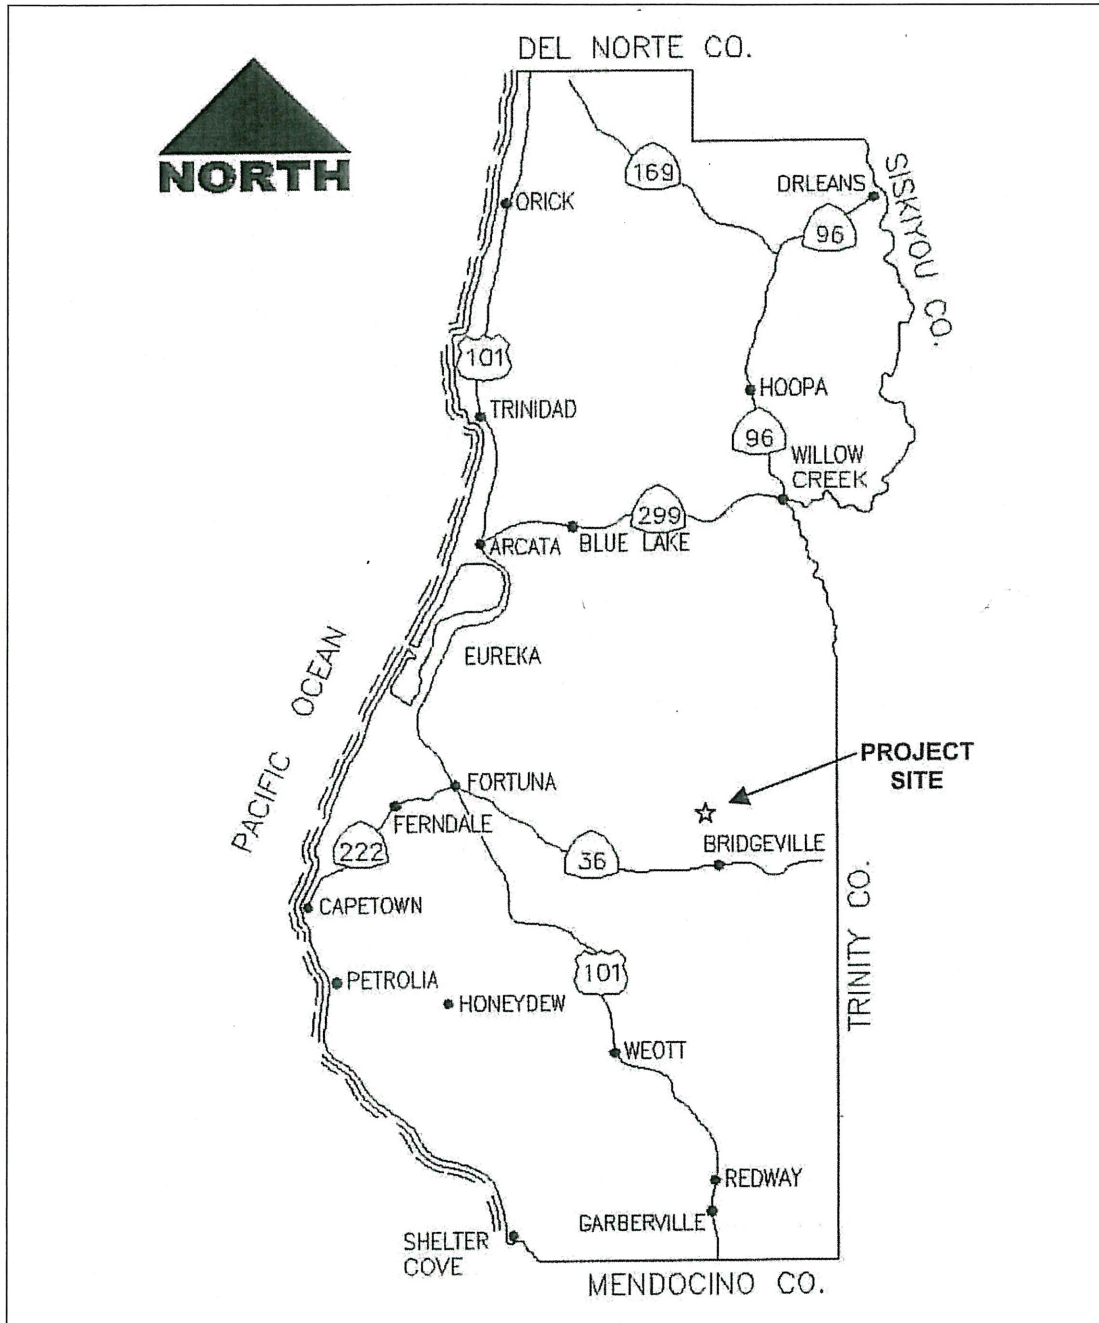 DEL NORTE CO.
NORTH
169
DRLEANS
SISKIYOU CO.
ORICK
96
101
HOOPA
TRINIDAD
96
WILLOW
CREEK
299
ARCATA
BLUE LAKE
EUREKA
PACIFIC OCEAN
PROJECT
SITE
FORTUNA
FERNDALE
222
36
BRIDGEVILLE
TRINITY CO.
CAPETOWN
PETROLIA
101
HONEYDEW
WEOTT
REDWAY
GARBERVILLE
SHELTER
COVE
MENDOCINO CO.